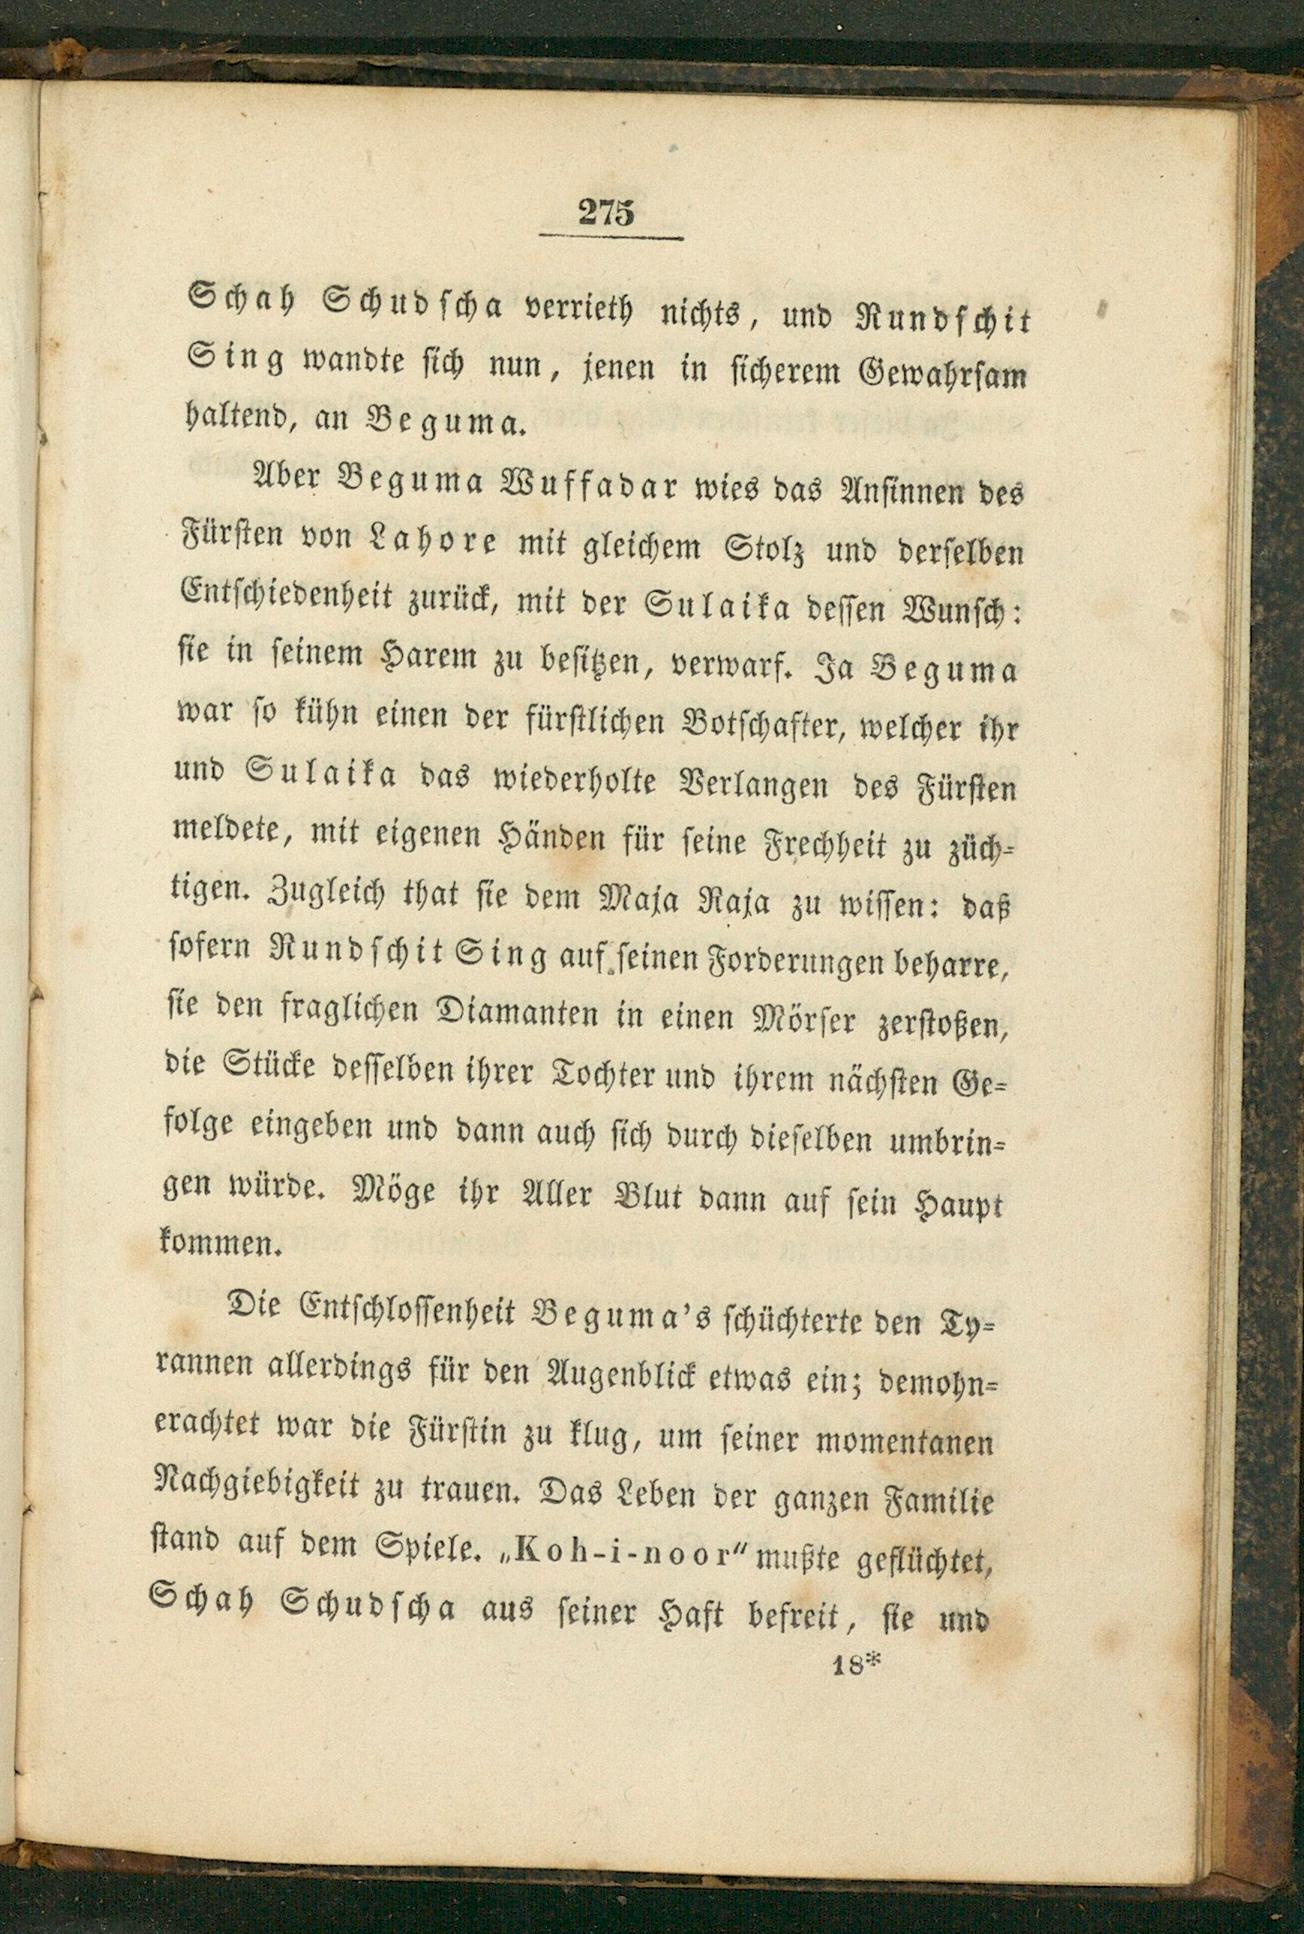 275
Schah Schudscha verrieth nichts, und Rundschit
Sing wandte sich nun, jenen in sicherem Gewahrsam
haltend, an Beguma.
Aber Beguma Wuffadar wies das Ansinnen des
Fürsten von Lahore mit gleichem Stolz und derselben
Entschiedenheit zurück, mit der Sulaika dessen Wunsch:
sie in seinem Harem zu besitzen, verwarf. Ja Beguma
war so kühn einen der fürstlichen Botschafter, welcher ihr
und Sulaika das wiederholte Verlangen des Fürsten
meldete, mit eigenen Händen für seine Frechheit zu züch-
tigen. Zugleich that sie dem Maja Raja zu wissen: daß
sofern Rundschit Sing auf seinen Forderungen beharre,
sie den fraglichen Diamanten in einen Mörser zerstoßen,
die Stücke desselben ihrer Tochter und ihrem nächsten Ge-
folge eingeben und dann auch sich durch dieselben umbrin-
gen würde. Möge ihr Aller Blut dann auf sein Haupt
kommen.
Die Entschlossenheit Beguma's schüchterte den Ty-
rannen allerdings für den Augenblick etwas ein; demohn-
erachtet war die Fürstin zu klug, um seiner momentanen
Nachgiebigkeit zu trauen. Das Leben der ganzen Familie
stand auf dem Spiele. „Koh-i-noor“ mußte geflüchtet,
Schah Schudscha aus seiner Haft befreit, sie und
18*